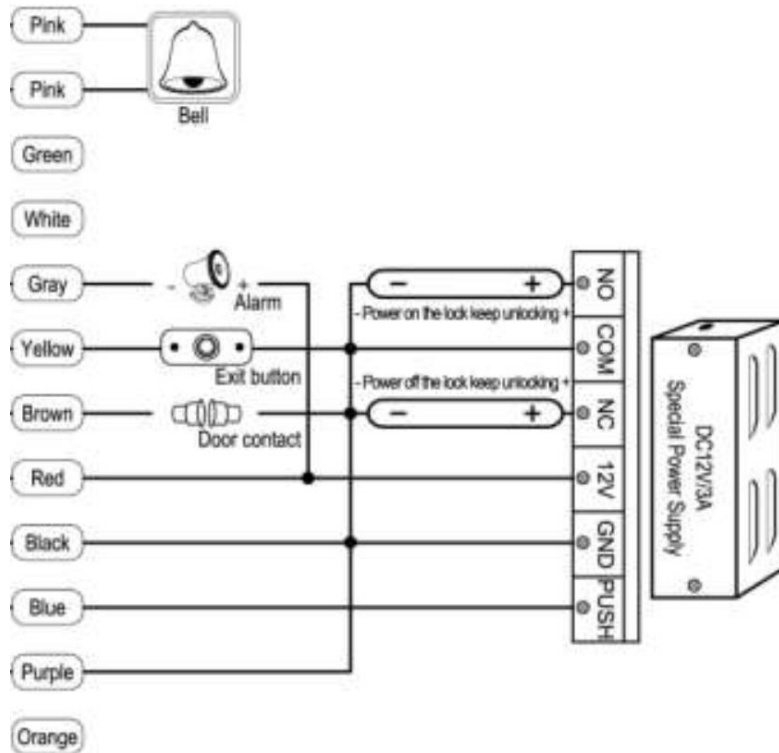 Pink
Pink
Bell
Green
White
Gray
- +
Alarm
Yellow
Exit button
Brown
Door contact
Red
Black
Blue
Purple
Orange
- +
- Power on the lock keep unlocking +
- Power off the lock keep unlocking +
- +
NO
COM
NC
12V
GND
PUSH
DC12V/3A
Special Power Supply